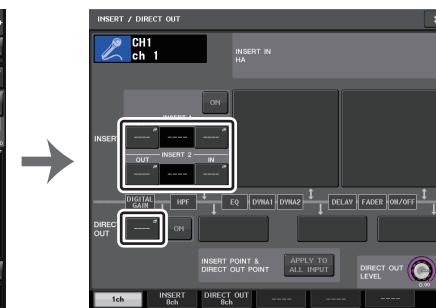 INSERT / DIRECT OUT
CH1
ch 1
INSERT IN
HA
ON
INSERT 1
INSERT
---- ---- ----
OUT INSERT 2 IN
---- ---- ----
DIGITAL GAIN HPF EQ DYNA1 DYNA2 DELAY FADER ON/OFF
DIRECT OUT
---- ON
INSERT POINT & DIRECT OUT POINT
APPLY TO ALL INPUT
DIRECT OUT LEVEL
0.00
1ch INSERT 8ch DIRECT OUT 8ch ---- ---- ----